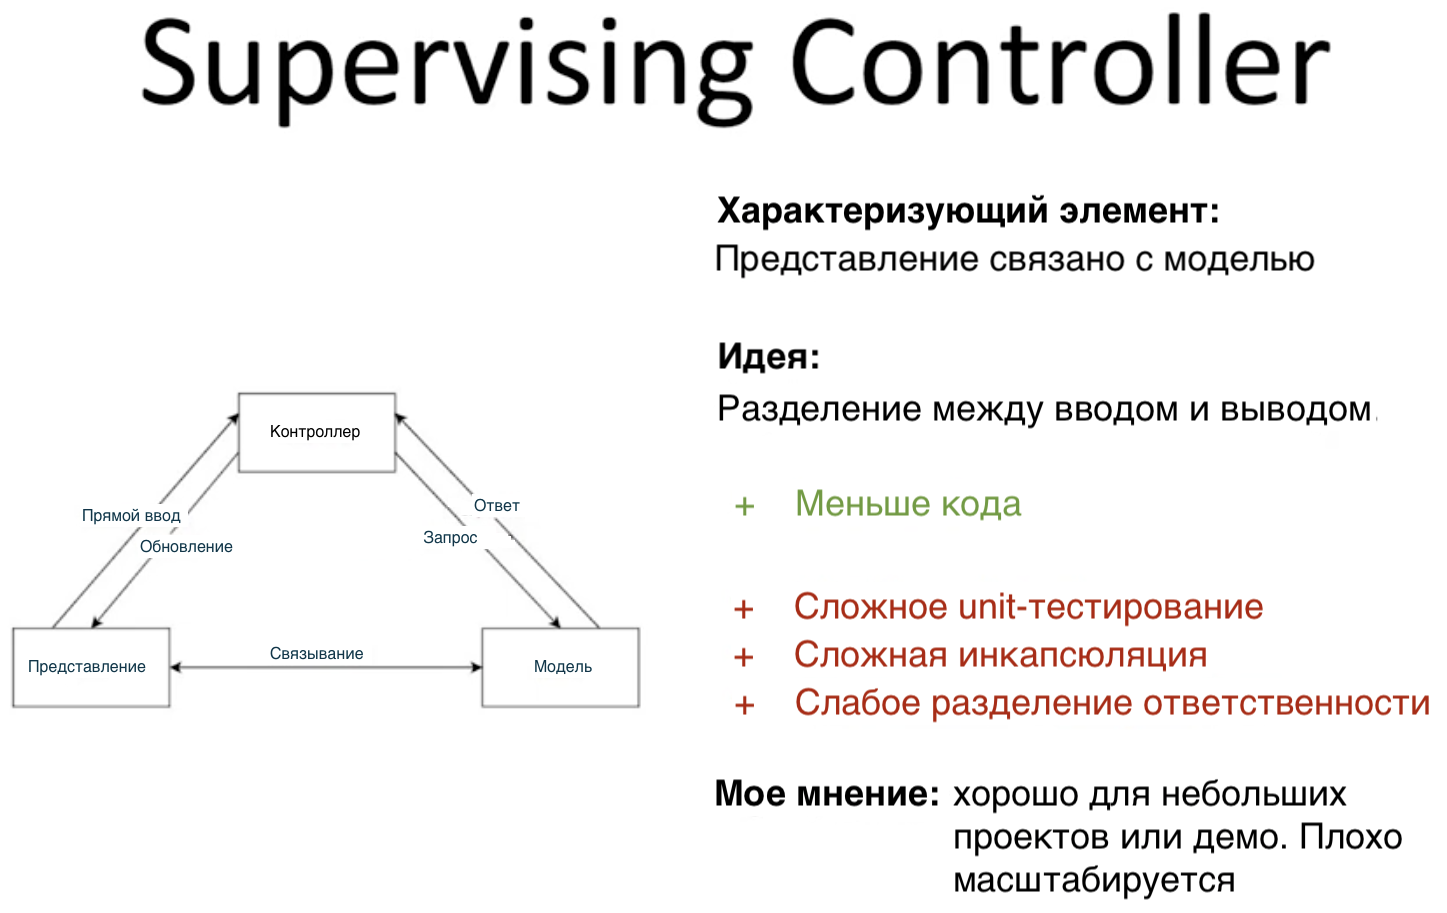 Supervising Controller
Характеризующий элемент:
Представление связано с моделью
Идея:
Разделение между вводом и выводом.
Контроллер
Ответ
Прямой ввод
Запрос
Обновление
Связывание
Представление
Модель
+ Меньше кода
+ Сложное unit-тестирование
+ Сложная инкапсюляция
+ Слабое разделение ответственности
Мое мнение: хорошо для небольших
проектов или демо. Плохо
масштабируется